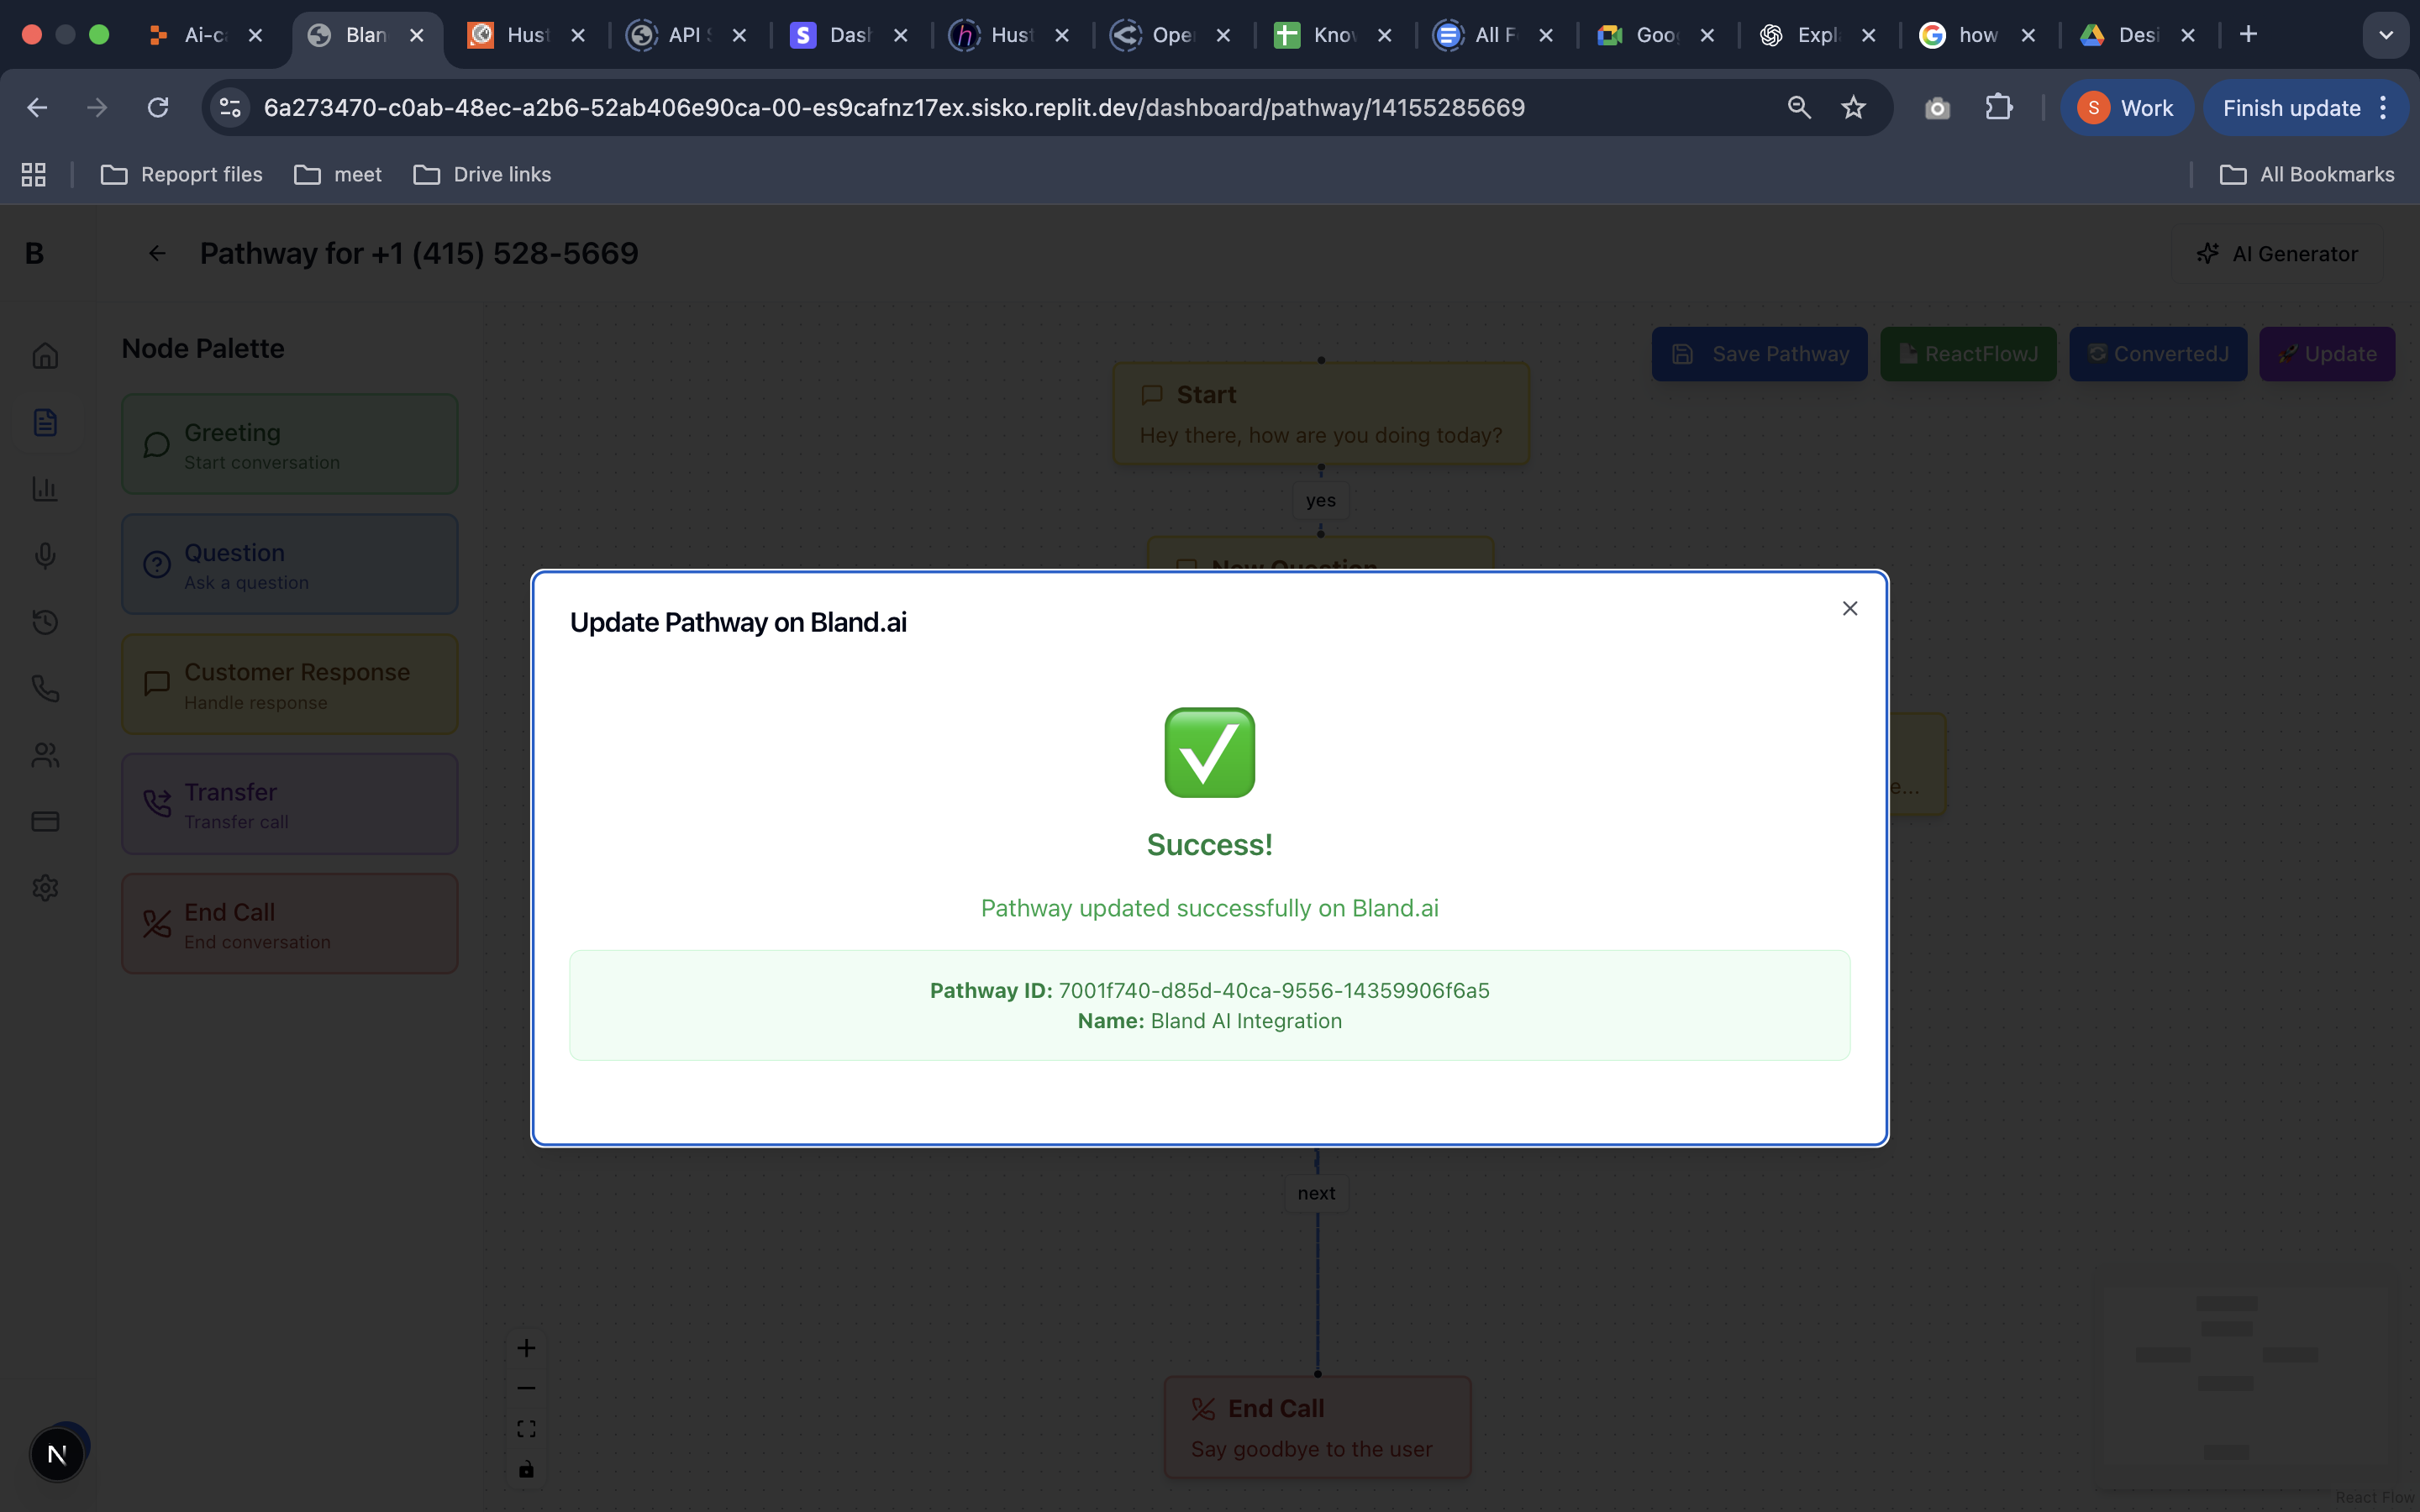 Ai-c
Blan
Hust
API S
Dash
Hust
Ope
Kno
All F
Goo
Expl
how
Desi
6a273470-c0ab-48ec-a2b6-52ab406e90ca-00-es9cafnz17ex.sisko.replit.dev/dashboard/pathway/14155285669
S Work
Finish update
Repoprt files
meet
Drive links
All Bookmarks
B
Pathway for +1 (415) 528-5669
AI Generator
Node Palette
Greeting
Start conversation
Question
Ask a question
Customer Response
Handle response
Transfer
Transfer call
End Call
End conversation
Save Pathway
ReactFlowJ
ConvertedJ
Update
Start
Hey there, how are you doing today?
yes
New Question
e...
Update Pathway on Bland.ai
Success!
Pathway updated successfully on Bland.ai
Pathway ID: 7001f740-d85d-40ca-9556-14359906f6a5
Name: Bland AI Integration
next
End Call
Say goodbye to the user
N
React Flow